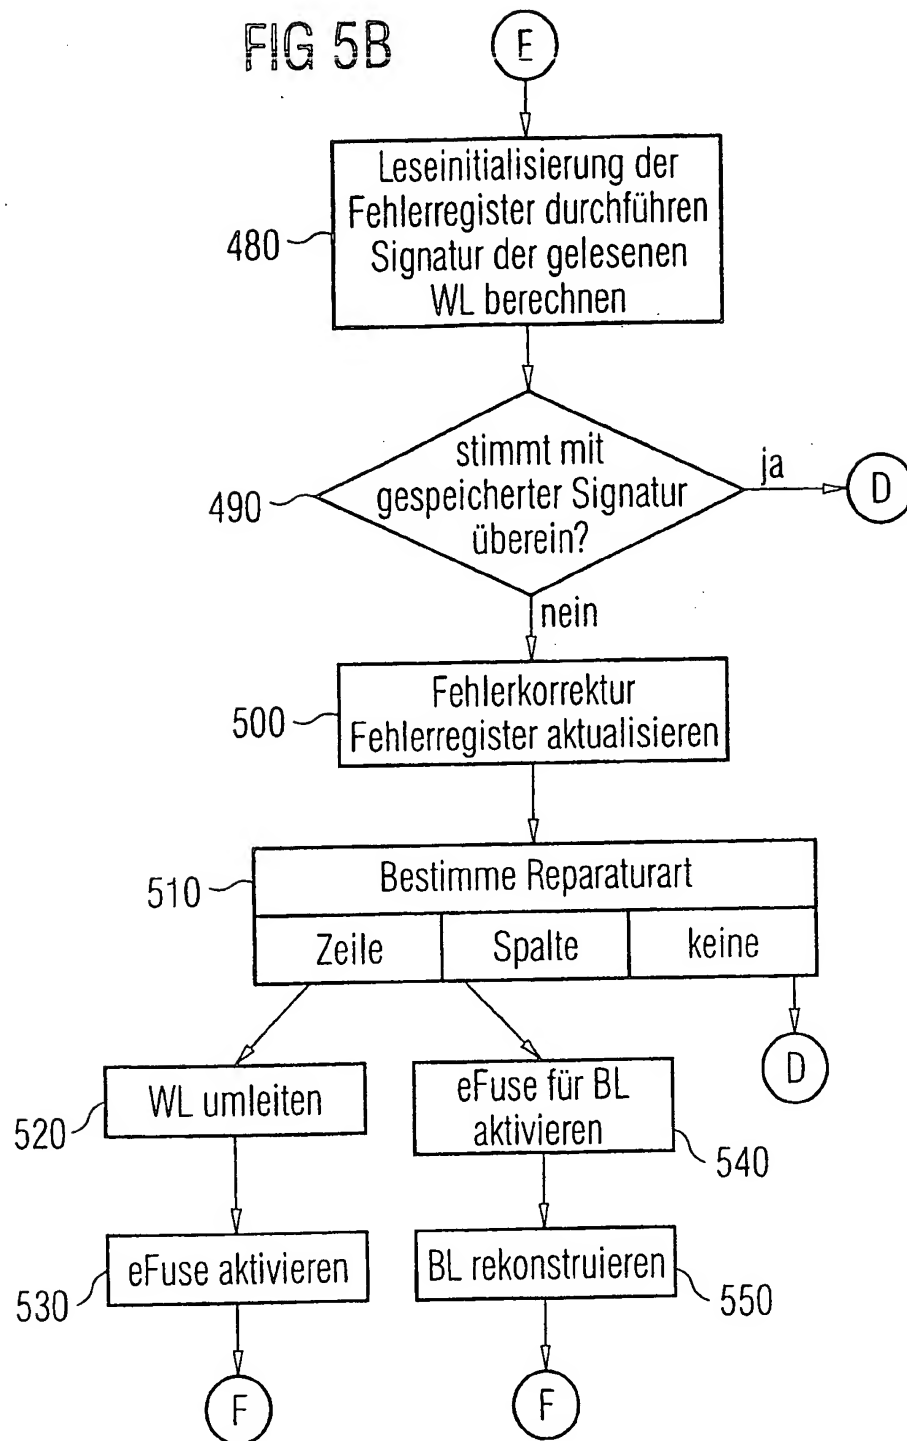 FIG 5B
E
Leseinitialisierung der
Fehlerregister durchführen
Signatur der gelesenen
WL berechnen
480
stimmt mit
gespeicherter Signatur
überein?
490
ja
D
nein
Fehlerkorrektur
Fehlerregister aktualisieren
500
Bestimme Reparaturart
510
Zeile
Spalte
keine
D
WL umleiten
520
eFuse für BL
aktivieren
540
eFuse aktivieren
530
BL rekonstruieren
550
F
F